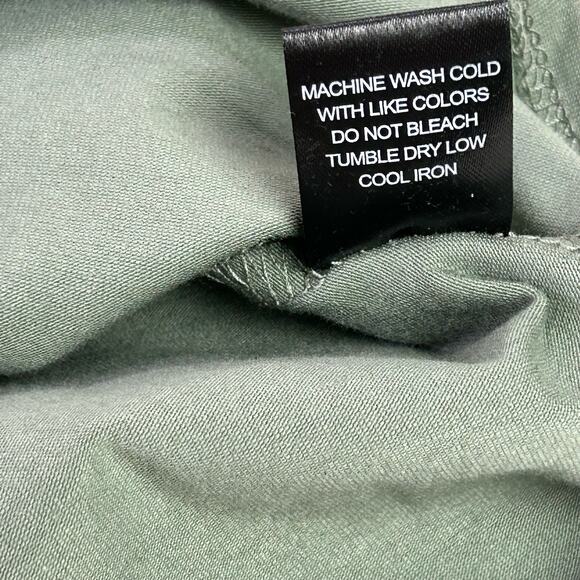 MACHINE WASH COLD
WITH LIKE COLORS
DO NOT BLEACH
TUMBLE DRY LOW
COOL IRON